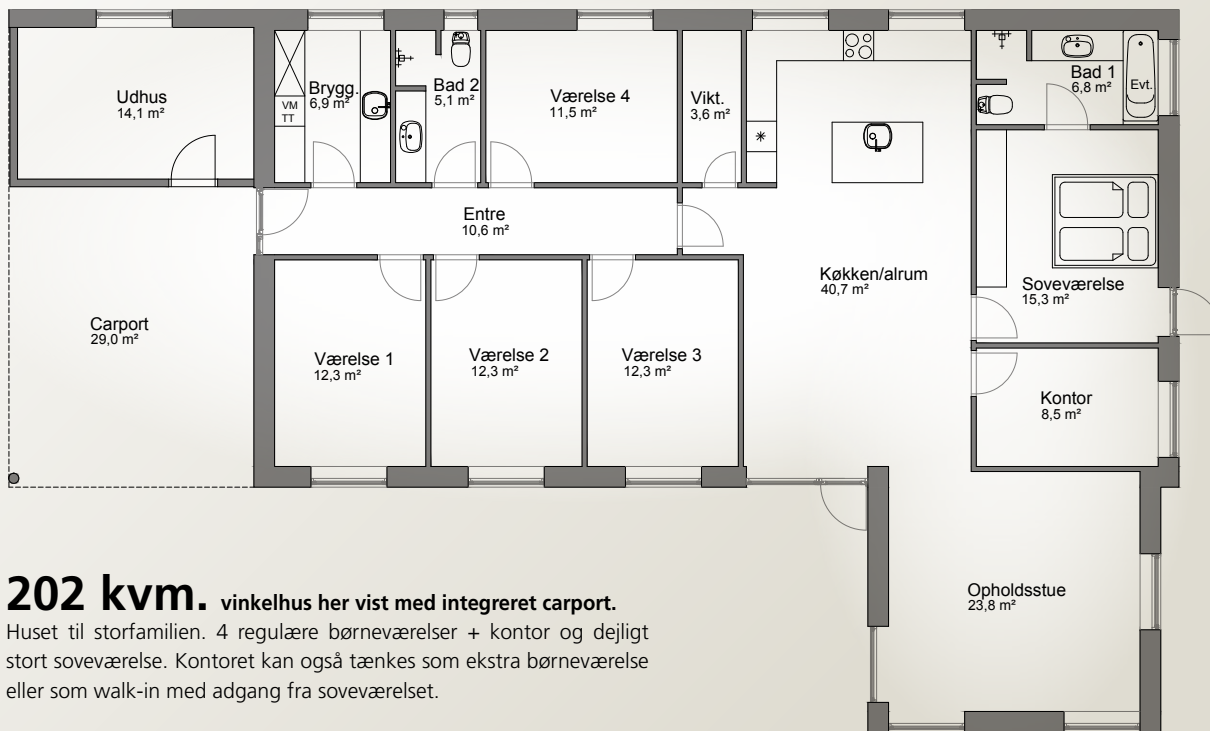 Udhus
14,1 m²
VM
TT
Brygg.
6,9 m²
Bad 2
5,1 m²
Værelse 4
11,5 m²
Vikt.
3,6 m²
Bad 1
6,8 m²
Evt.
Entre
10,6 m²
Køkken/alrum
40,7 m²
Soveværelse
15,3 m²
Carport
29,0 m²
Værelse 1
12,3 m²
Værelse 2
12,3 m²
Værelse 3
12,3 m²
Kontor
8,5 m²
Opholdsstue
23,8 m²
202 kvm. vinkelhus her vist med integreret carport.
Huset til storfamilien. 4 regulære børneværelser + kontor og dejligt
stort soveværelse. Kontoret kan også tænkes som ekstra børneværelse
eller som walk-in med adgang fra soveværelset.